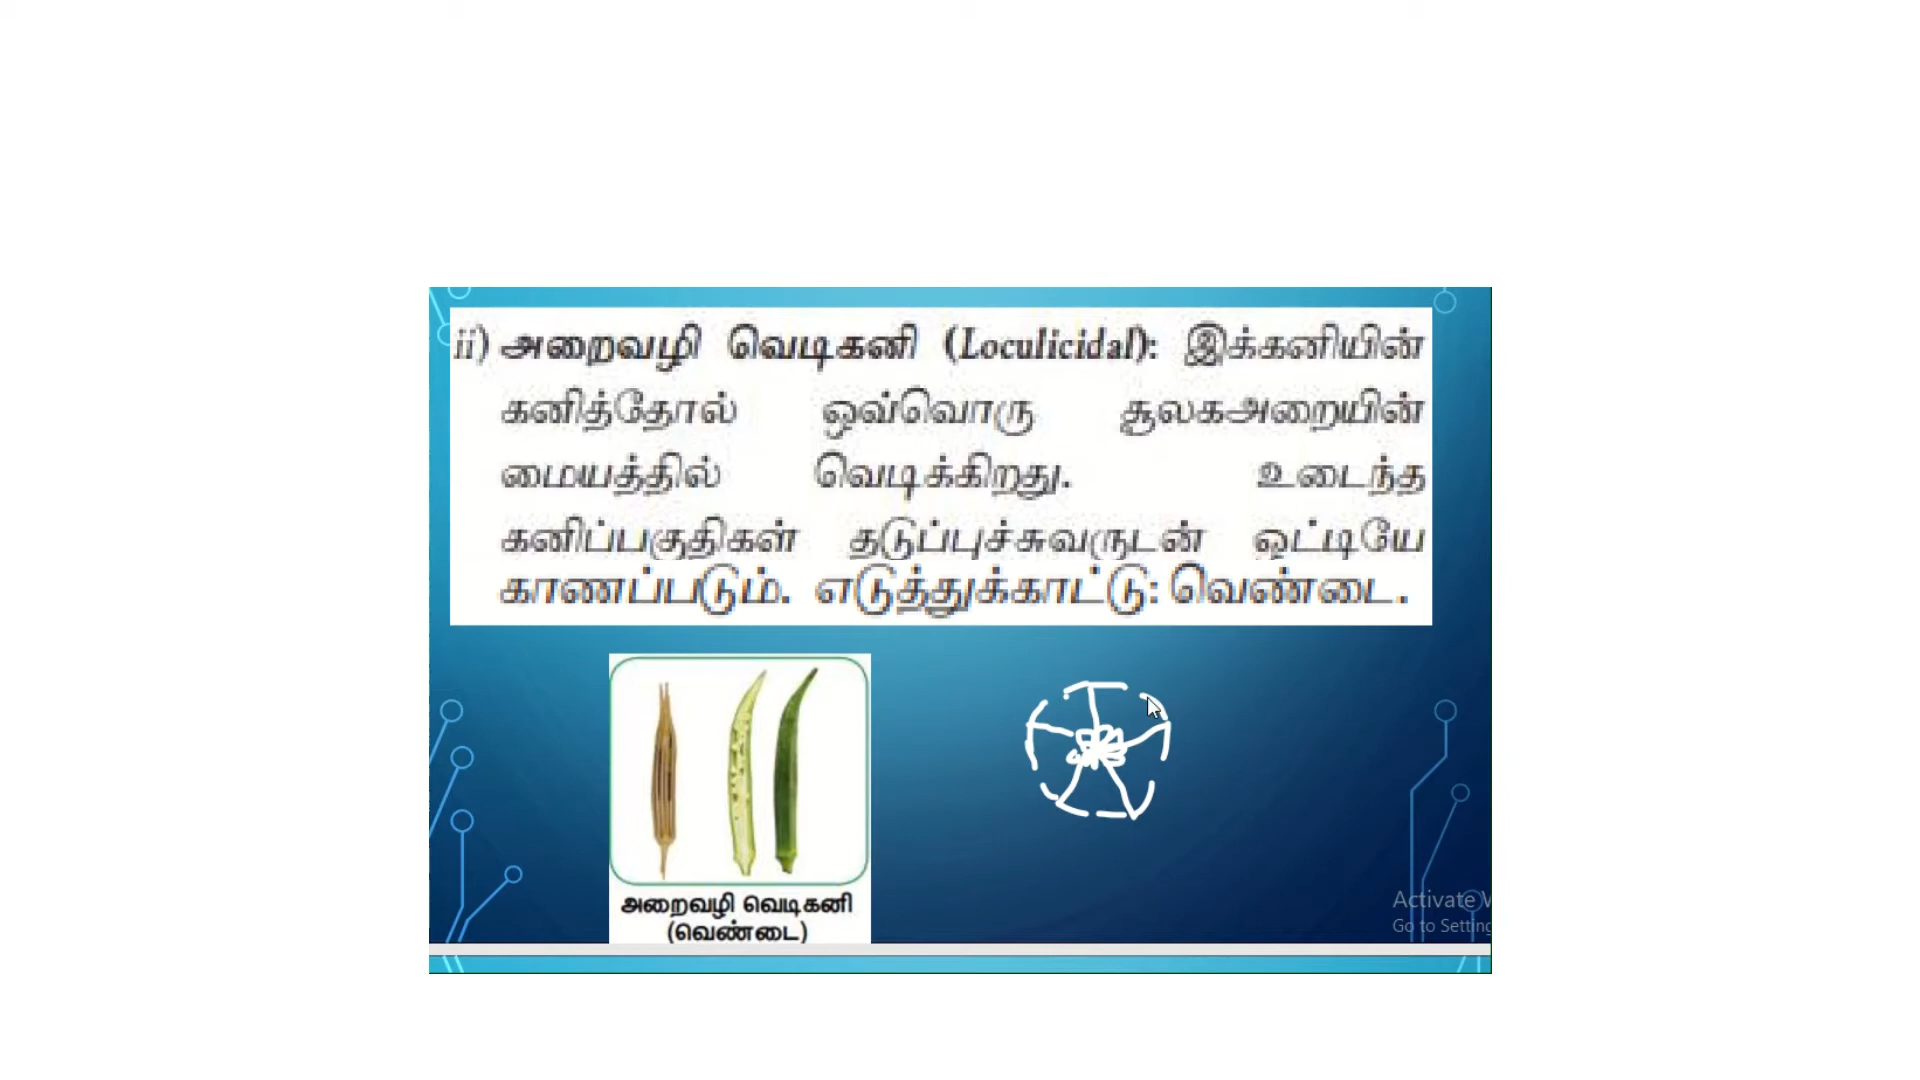 ii) அறைவழி வெடிகனி (Loculicidal): இக்கனியின்
கனித்தோல் ஒவ்வொரு சூலகஅறையின்
மையத்தில் வெடிக்கிறது. உடைந்த
கனிப்பகுதிகள் தடுப்புச்சுவருடன் ஒட்டியே
காணப்படும். எடுத்துக்காட்டு: வெண்டை.
அறைவழி வெடிகனி
(வெண்டை)
Activate
Go to Setting